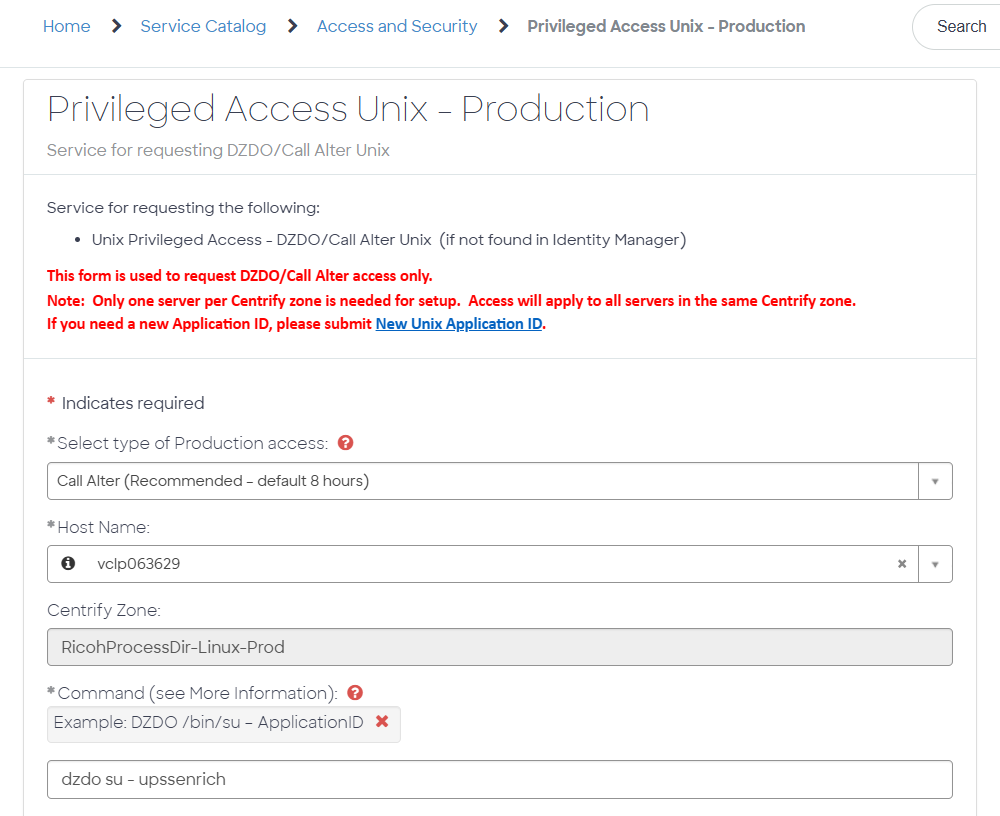 Home > Service Catalog > Access and Security > Privileged Access Unix - Production
Search
Privileged Access Unix – Production
Service for requesting DZDO/Call Alter Unix
Service for requesting the following:
• Unix Privileged Access - DZDO/Call Alter Unix (if not found in Identity Manager)
This form is used to request DZDO/Call Alter access only.
Note: Only one server per Centrify zone is needed for setup. Access will apply to all servers in the same Centrify zone.
If you need a new Application ID, please submit New Unix Application ID.
* Indicates required
*Select type of Production access:
Call Alter (Recommended – default 8 hours)
*Host Name:
vclp063629
Centrify Zone:
RicohProcessDir-Linux-Prod
*Command (see More Information):
Example: DZDO /bin/su – ApplicationID
dzdo su - upssenrich